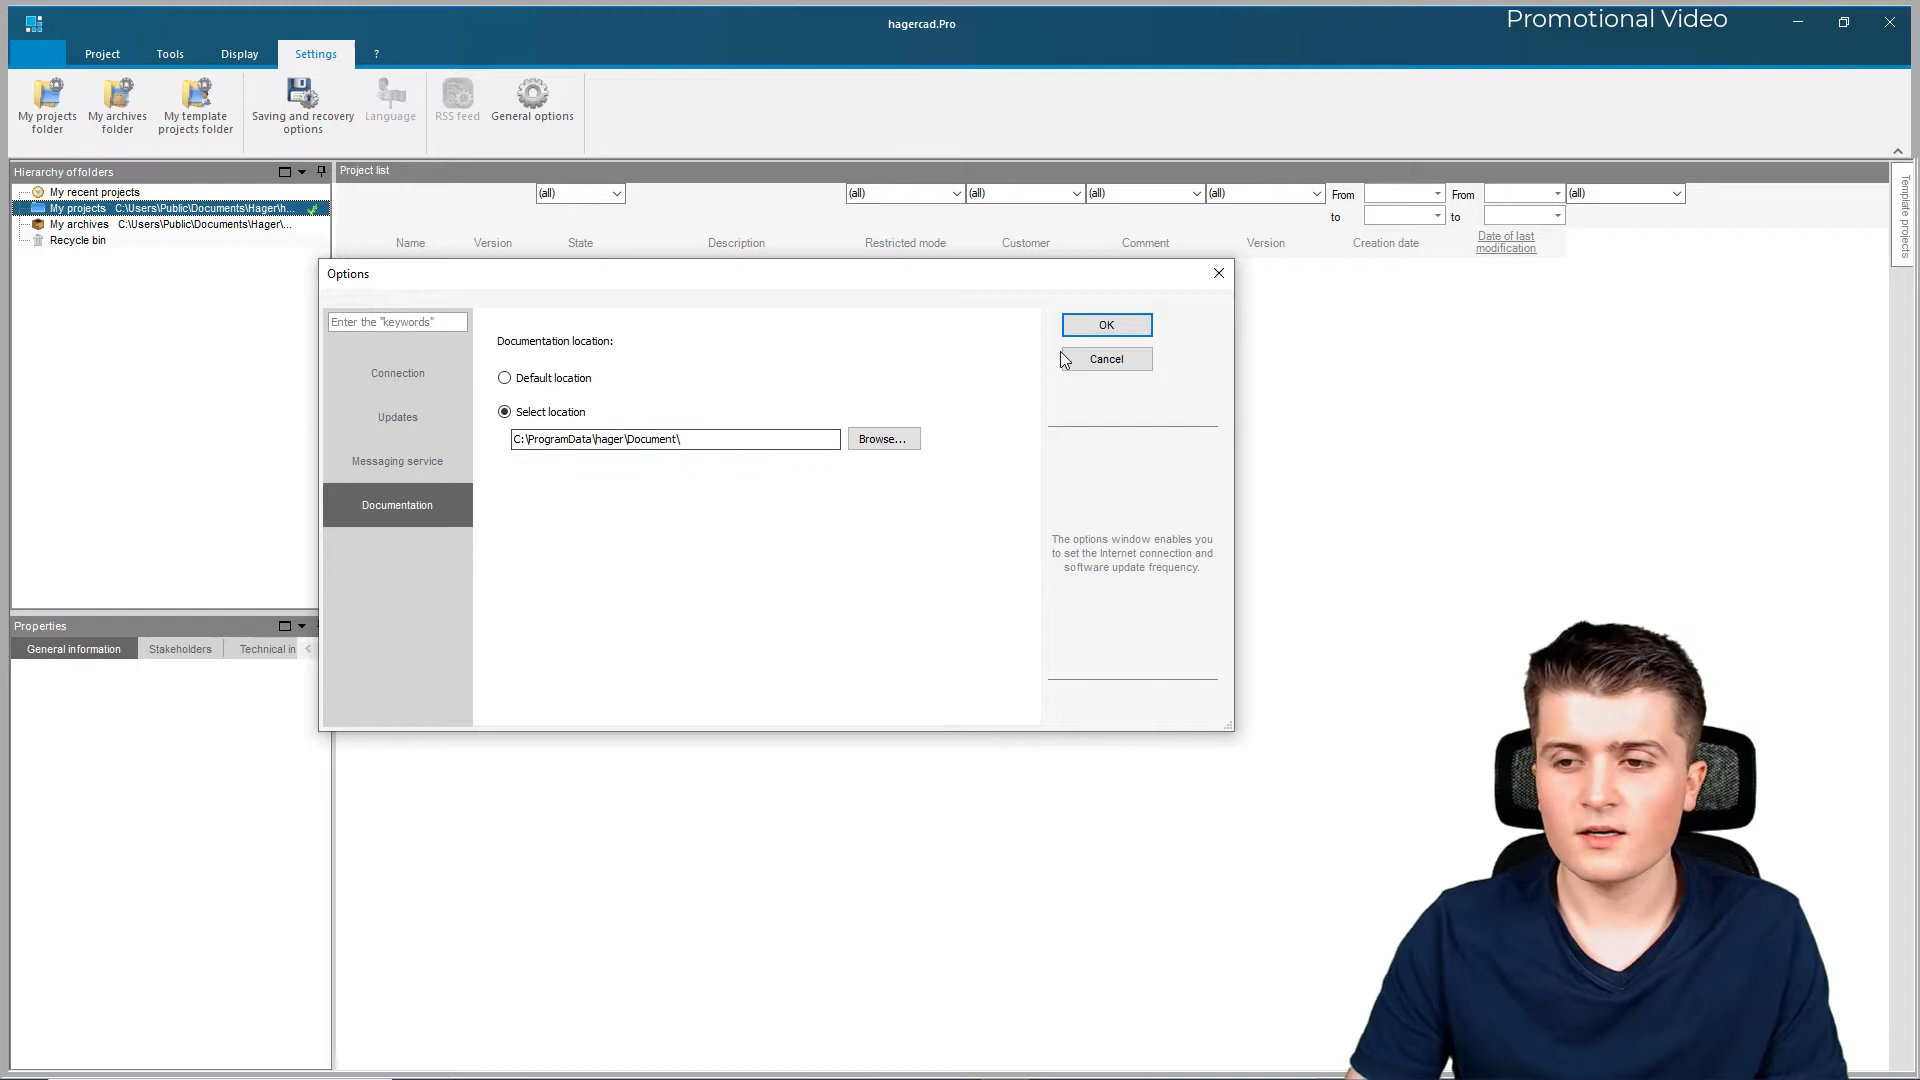 hagercad.Pro
Promotional Video
Project
Tools
Display
Settings
?
My projects folder
My archives folder
My template projects folder
Saving and recovery options
Language
RSS feed
General options
Hierarchy of folders
My recent projects
My projects C:\Users\Public\Documents\Hager\h...
My archives C:\Users\Public\Documents\Hager\...
Recycle bin
Project list
(all)
(all)
(all)
(all)
(all)
From
From
(all)
to
to
Name
Version
State
Description
Restricted mode
Customer
Comment
Version
Creation date
Date of last modification
Template projects
Options
Enter the "keywords"
Connection
Updates
Messaging service
Documentation
Documentation location:
Default location
Select location
C:\ProgramData\hager\Document\
Browse...
OK
Cancel
The options window enables you
to set the Internet connection and
software update frequency.
Properties
General information
Stakeholders
Technical in